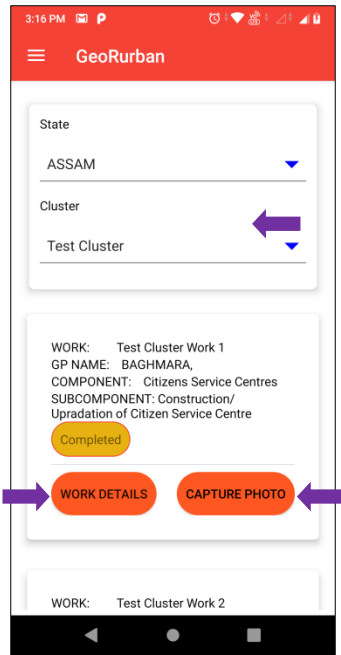 3:16 PM
GeoRurban
State
ASSAM
Cluster
Test Cluster
WORK: Test Cluster Work 1
GP NAME: BAGHMARA,
COMPONENT: Citizens Service Centres
SUBCOMPONENT: Construction/
Upradation of Citizen Service Centre
Completed
WORK DETAILS CAPTURE PHOTO
WORK: Test Cluster Work 2